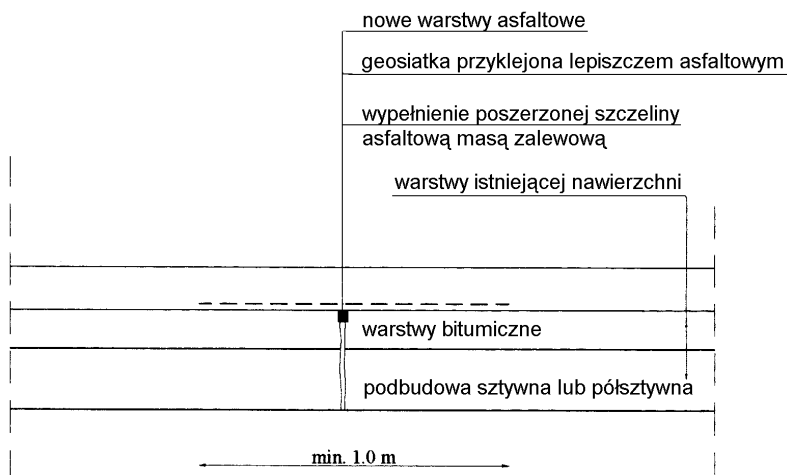 nowe warstwy asfaltowe
geosiatka przyklejona lepiszczem asfaltowym
wypełnienie poszerzonej szczeliny
asfaltową masą zalewową
warstwy istniejącej nawierzchni
warstwy bitumiczne
podbudowa sztywna lub półsztywna
min. 1.0 m